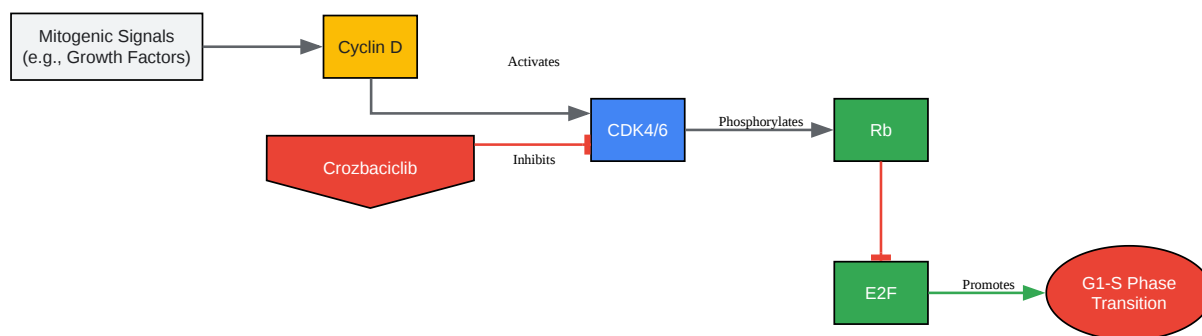 Mitogenic Signals
(e.g., Growth Factors)
Cyclin D
Activates
CDK4/6
Phosphorylates
Rb
Crozbaciclib
Inhibits
E2F
Promotes
G1-S Phase
Transition